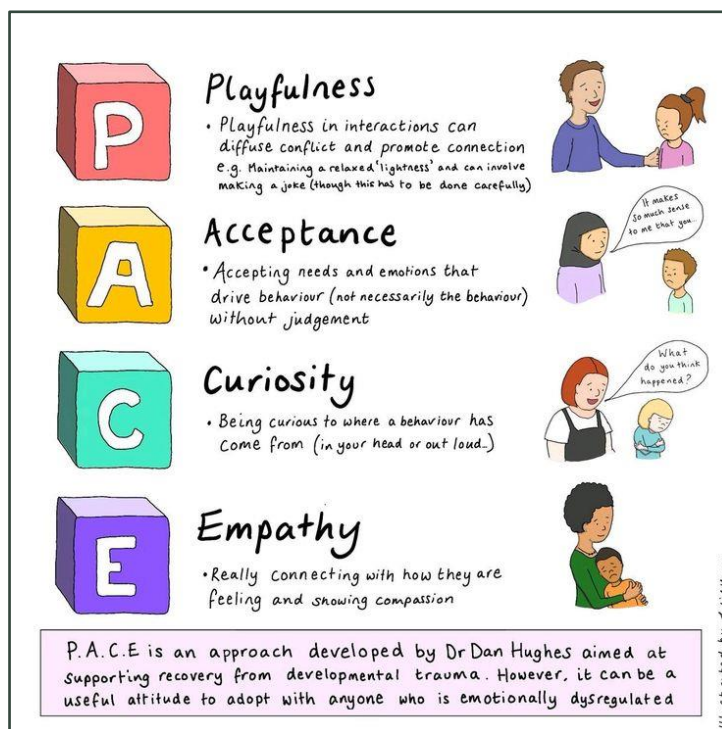 P
Playfulness
• Playfulness in interactions can
diffuse conflict and promote connection
e.g. Maintaining a relaxed 'lightness' and can involve
making a joke (though this has to be done carefully)
A
Acceptance
• Accepting needs and emotions that
drive behaviour (not necessarily the behaviour)
without judgement
It makes
so much sense
to me that you...
C
Curiosity
• Being curious to where a behaviour has
come from (in your head or out loud...)
What
do you think
happened?
E
Empathy
• Really connecting with how they are
feeling and showing compassion
P.A.C.E is an approach developed by Dr Dan Hughes aimed at
supporting recovery from developmental trauma. However, it can be a
useful attitude to adopt with anyone who is emotionally dysregulated